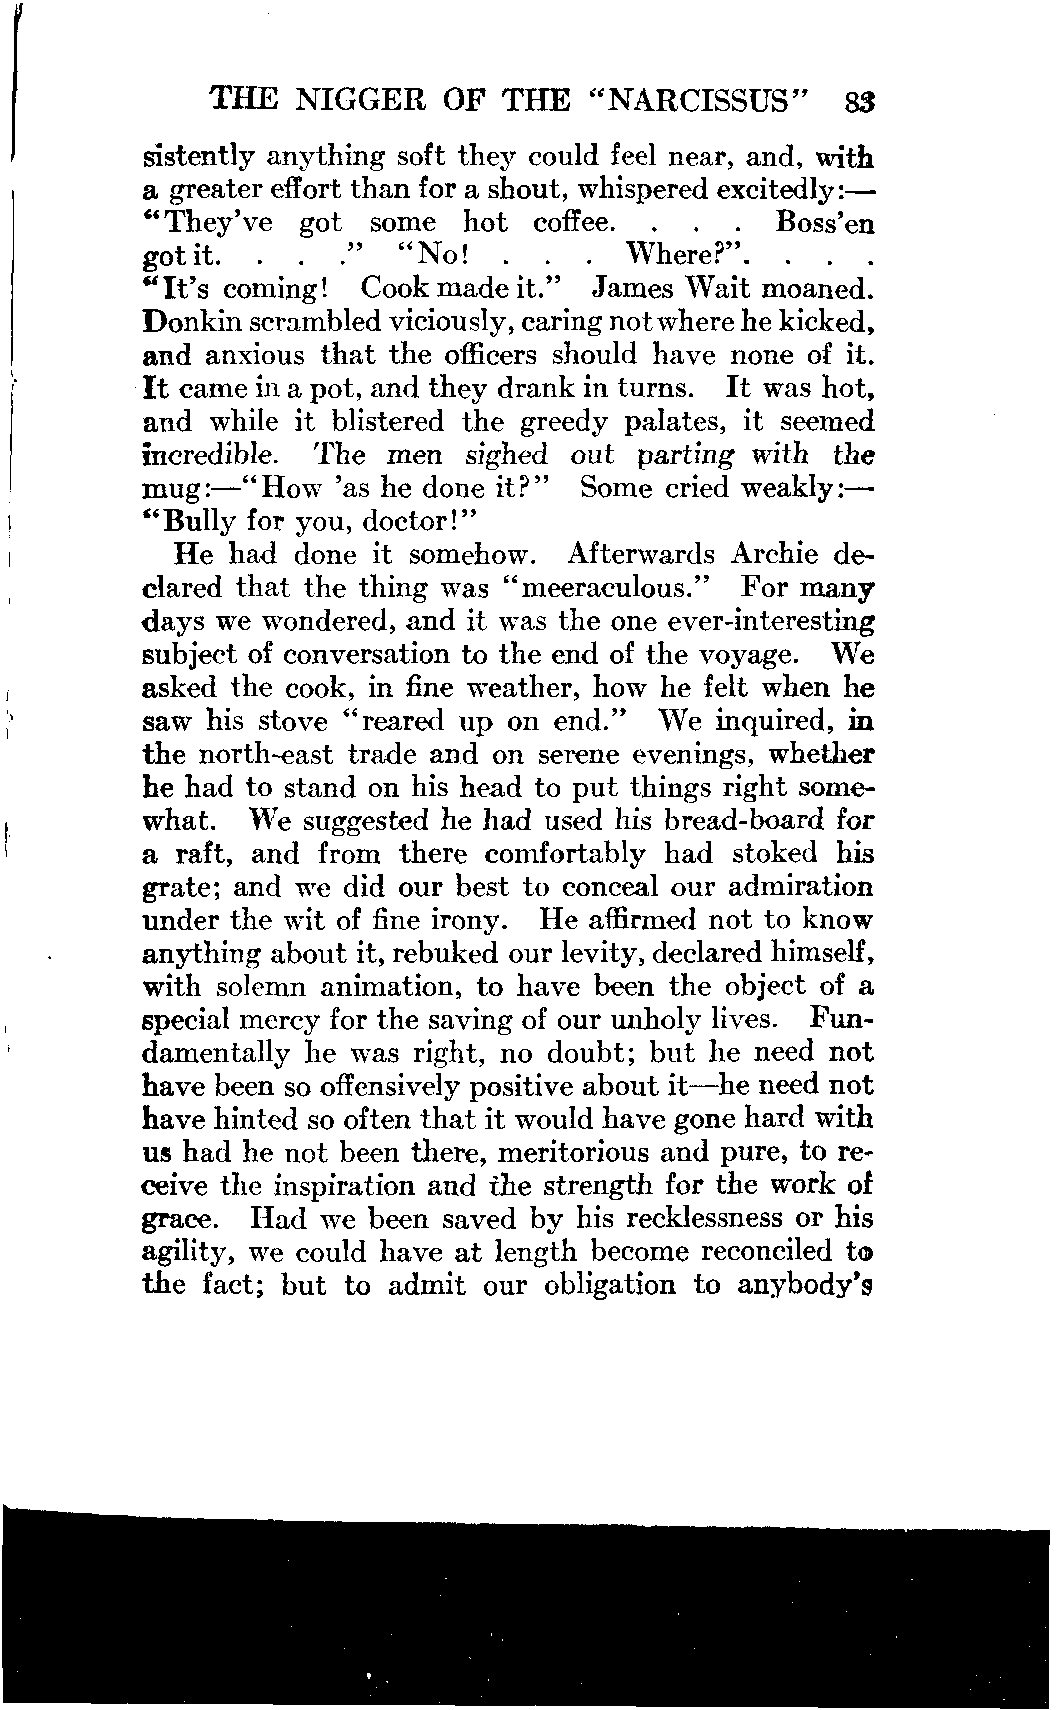 THE NIGGER OF THE “NARCISSUS” 83
sistently anything soft they could feel near, and, with
a greater effort than for a shout, whispered excitedly:—
“They’ve got some hot coffee. . . . Boss’en
got it. . . .” “No! . . . Where?”. . . .
“It’s coming! Cook made it.” James Wait moaned.
Donkin scrambled viciously, caring not where he kicked,
and anxious that the officers should have none of it.
It came in a pot, and they drank in turns. It was hot,
and while it blistered the greedy palates, it seemed
incredible. The men sighed out parting with the
mug:—“How ’as he done it?” Some cried weakly:—
“Bully for you, doctor!”
He had done it somehow. Afterwards Archie de-
clared that the thing was “meeraculous.” For many
days we wondered, and it was the one ever-interesting
subject of conversation to the end of the voyage. We
asked the cook, in fine weather, how he felt when he
saw his stove “reared up on end.” We inquired, in
the north-east trade and on serene evenings, whether
he had to stand on his head to put things right some-
what. We suggested he had used his bread-board for
a raft, and from there comfortably had stoked his
grate; and we did our best to conceal our admiration
under the wit of fine irony. He affirmed not to know
anything about it, rebuked our levity, declared himself,
with solemn animation, to have been the object of a
special mercy for the saving of our unholy lives. Fun-
damentally he was right, no doubt; but he need not
have been so offensively positive about it—he need not
have hinted so often that it would have gone hard with
us had he not been there, meritorious and pure, to re-
ceive the inspiration and the strength for the work of
grace. Had we been saved by his recklessness or his
agility, we could have at length become reconciled to
the fact; but to admit our obligation to anybody’s